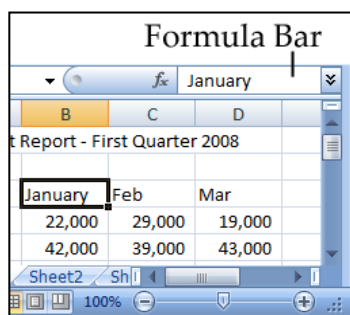 Formula Bar
fx January
B C D
t Report - First Quarter 2008
January Feb Mar
22,000 29,000 19,000
42,000 39,000 43,000
Sheet2 Sh
100%